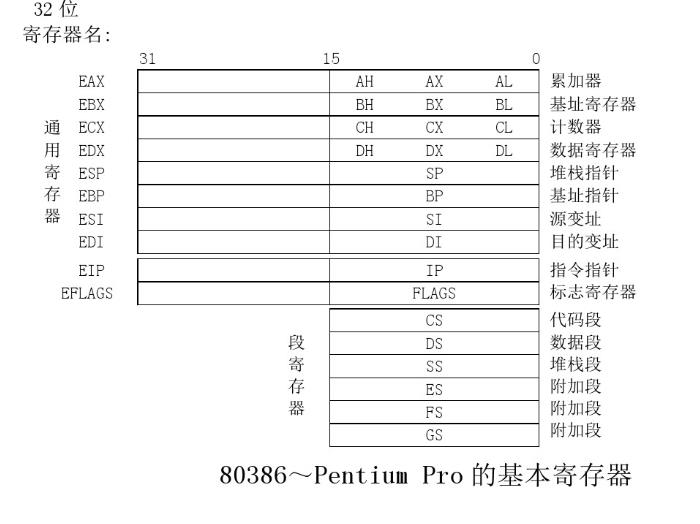 32 位
寄存器名:
31 15 0
EAX AH AX AL 累加器
EBX BH BX BL 基址寄存器
ECX CH CX CL 计数器
EDX DH DX DL 数据寄存器
ESP SP 堆栈指针
EBP BP 基址指针
ESI SI 源变址
EDI DI 目的变址
通用寄存器
EIP IP 指令指针
EFLAGS FLAGS 标志寄存器
CS 代码段
DS 数据段
SS 堆栈段
ES 附加段
FS 附加段
GS 附加段
段寄存器
80386～Pentium Pro 的基本寄存器